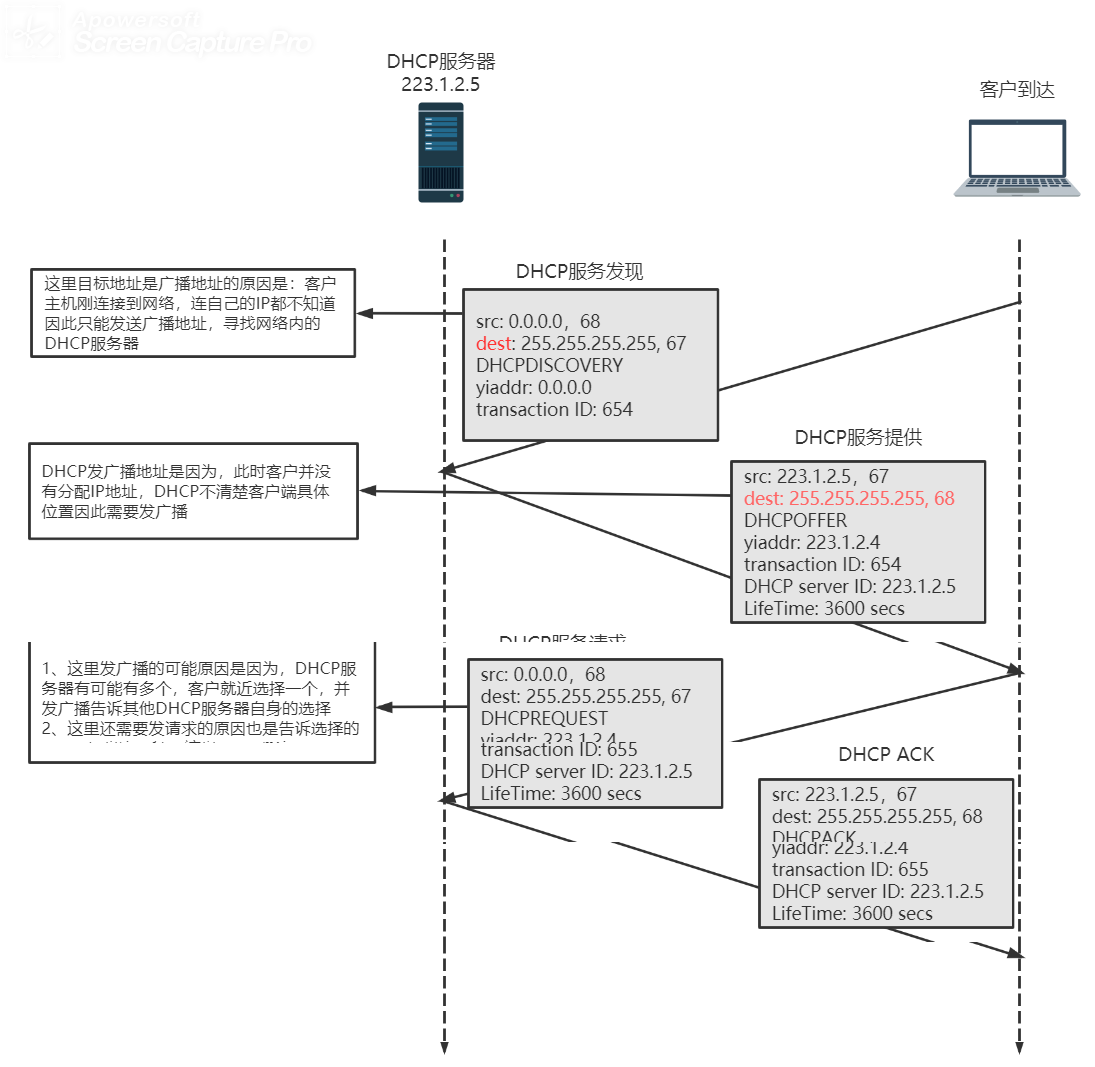 Apowersoft
Screen Capture Pro
DHCP服务器
223.1.2.5
客户到达
DHCP服务发现
这里目标地址是广播地址的原因是：客户
主机刚连接到网络，连自己的IP都不知道
因此只能发送广播地址，寻找网络内的
DHCP服务器
src: 0.0.0.0，68
dest: 255.255.255.255, 67
DHCPDISCOVERY
yiaddr: 0.0.0.0
transaction ID: 654
DHCP服务提供
DHCP发广播地址是因为，此时客户并没
有分配IP地址，DHCP不清楚客户端具体
位置因此需要发广播
src: 223.1.2.5，67
dest: 255.255.255.255, 68
DHCPOFFER
yiaddr: 223.1.2.4
transaction ID: 654
DHCP server ID: 223.1.2.5
LifeTime: 3600 secs
DHCP服务请求
1、这里发广播的可能原因是因为，DHCP服
务器有可能有多个，客户就近选择一个，并
发广播告诉其他DHCP服务器自身的选择
2、这里还需要发请求的原因也是告诉选择的
src: 0.0.0.0，68
dest: 255.255.255.255, 67
DHCPREQUEST
yiaddr: 223.1.2.4
transaction ID: 655
DHCP server ID: 223.1.2.5
LifeTime: 3600 secs
DHCP ACK
src: 223.1.2.5，67
dest: 255.255.255.255, 68
DHCPACK
yiaddr: 223.1.2.4
transaction ID: 655
DHCP server ID: 223.1.2.5
LifeTime: 3600 secs